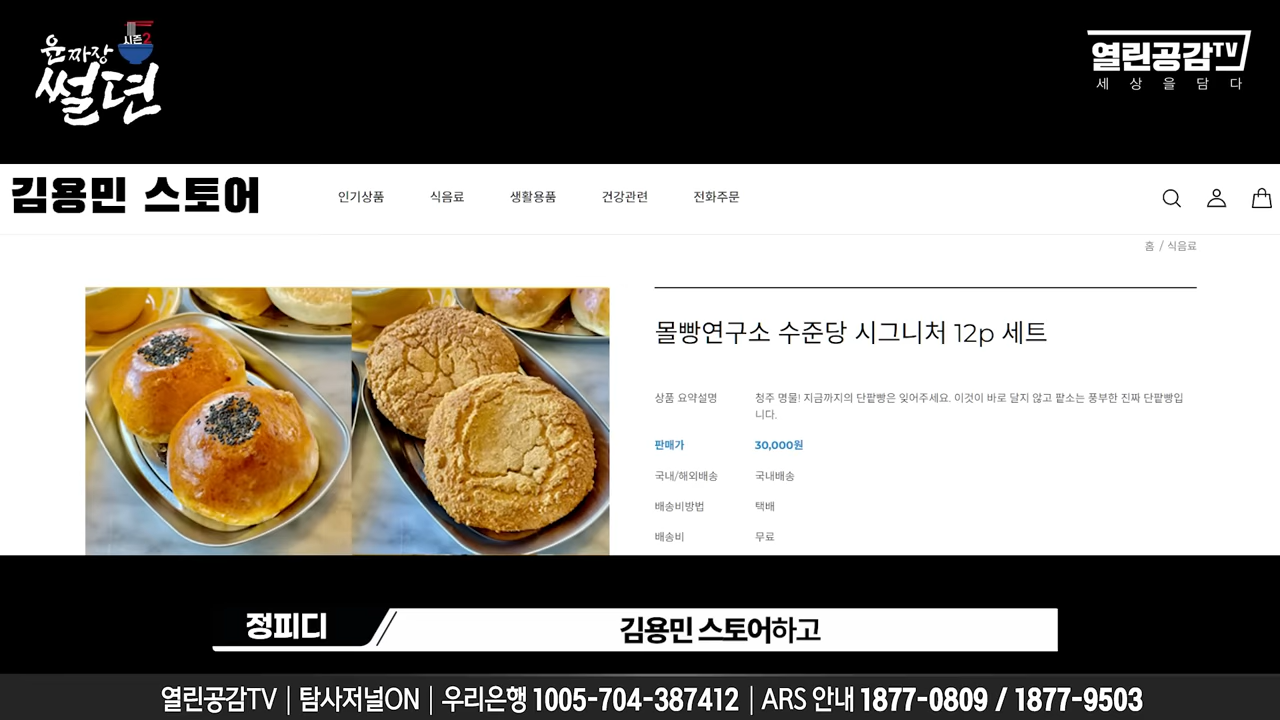 시즌2
윤짜장
썰뎐
열린공감TV
세상을담다
김용민 스토어
인기상품 식음료 생활용품 건강관련 전화주문
홈 / 식음료
몰빵연구소 수준당 시그니처 12p 세트
상품 요약설명 청주 명물! 지금까지의 단팥빵은 잊어주세요. 이것이 바로 달지 않고 팥소는 풍부한 진짜 단팥빵입
니다.
판매가 30,000원
국내/해외배송 국내배송
배송비방법 택배
배송비 무료
정피디 김용민 스토어하고
열린공감TV | 탐사저널ON | 우리은행 1005-704-387412 | ARS 안내 1877-0809 / 1877-9503